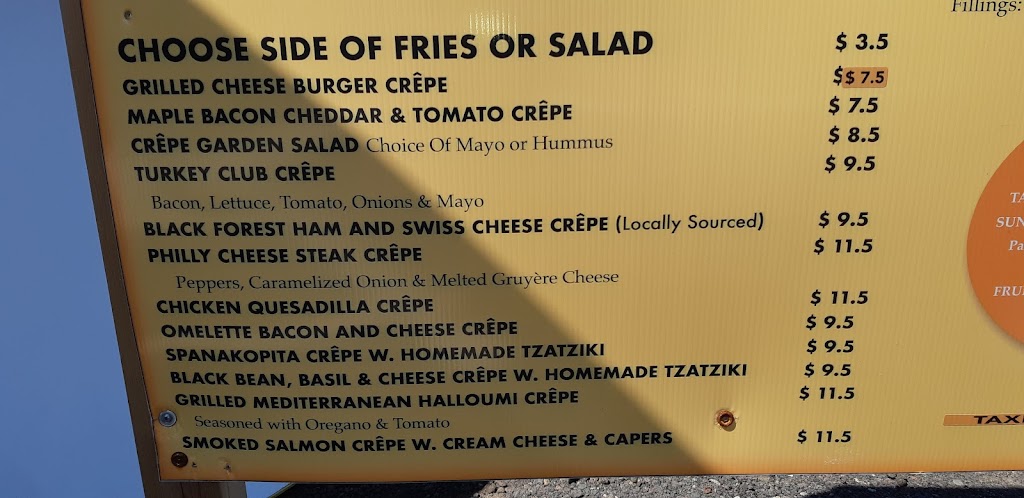 Fillings:
CHOOSE SIDE OF FRIES OR SALAD $ 3.5
GRILLED CHEESE BURGER CRÊPE $$ 7.5
MAPLE BACON CHEDDAR & TOMATO CRÊPE $ 7.5
CRÊPE GARDEN SALAD Choice Of Mayo or Hummus $ 8.5
TURKEY CLUB CRÊPE $ 9.5
Bacon, Lettuce, Tomato, Onions & Mayo
BLACK FOREST HAM AND SWISS CHEESE CRÊPE (Locally Sourced) $ 9.5
PHILLY CHEESE STEAK CRÊPE $ 11.5
Peppers, Caramelized Onion & Melted Gruyère Cheese
CHICKEN QUESADILLA CRÊPE $ 11.5
OMELETTE BACON AND CHEESE CRÊPE $ 9.5
SPANAKOPITA CRÊPE W. HOMEMADE TZATZIKI $ 9.5
BLACK BEAN, BASIL & CHEESE CRÊPE W. HOMEMADE TZATZIKI $ 9.5
GRILLED MEDITERRANEAN HALLOUMI CRÊPE $ 11.5
Seasoned with Oregano & Tomato
SMOKED SALMON CRÊPE W. CREAM CHEESE & CAPERS $ 11.5